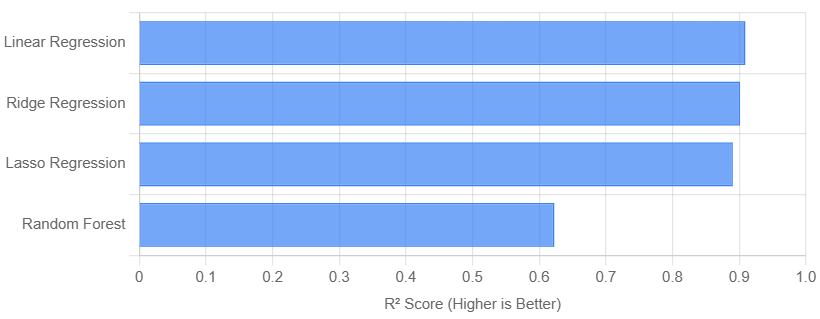 Linear Regression
Ridge Regression
Lasso Regression
Random Forest
0 0.1 0.2 0.3 0.4 0.5 0.6 0.7 0.8 0.9 1.0
R² Score (Higher is Better)